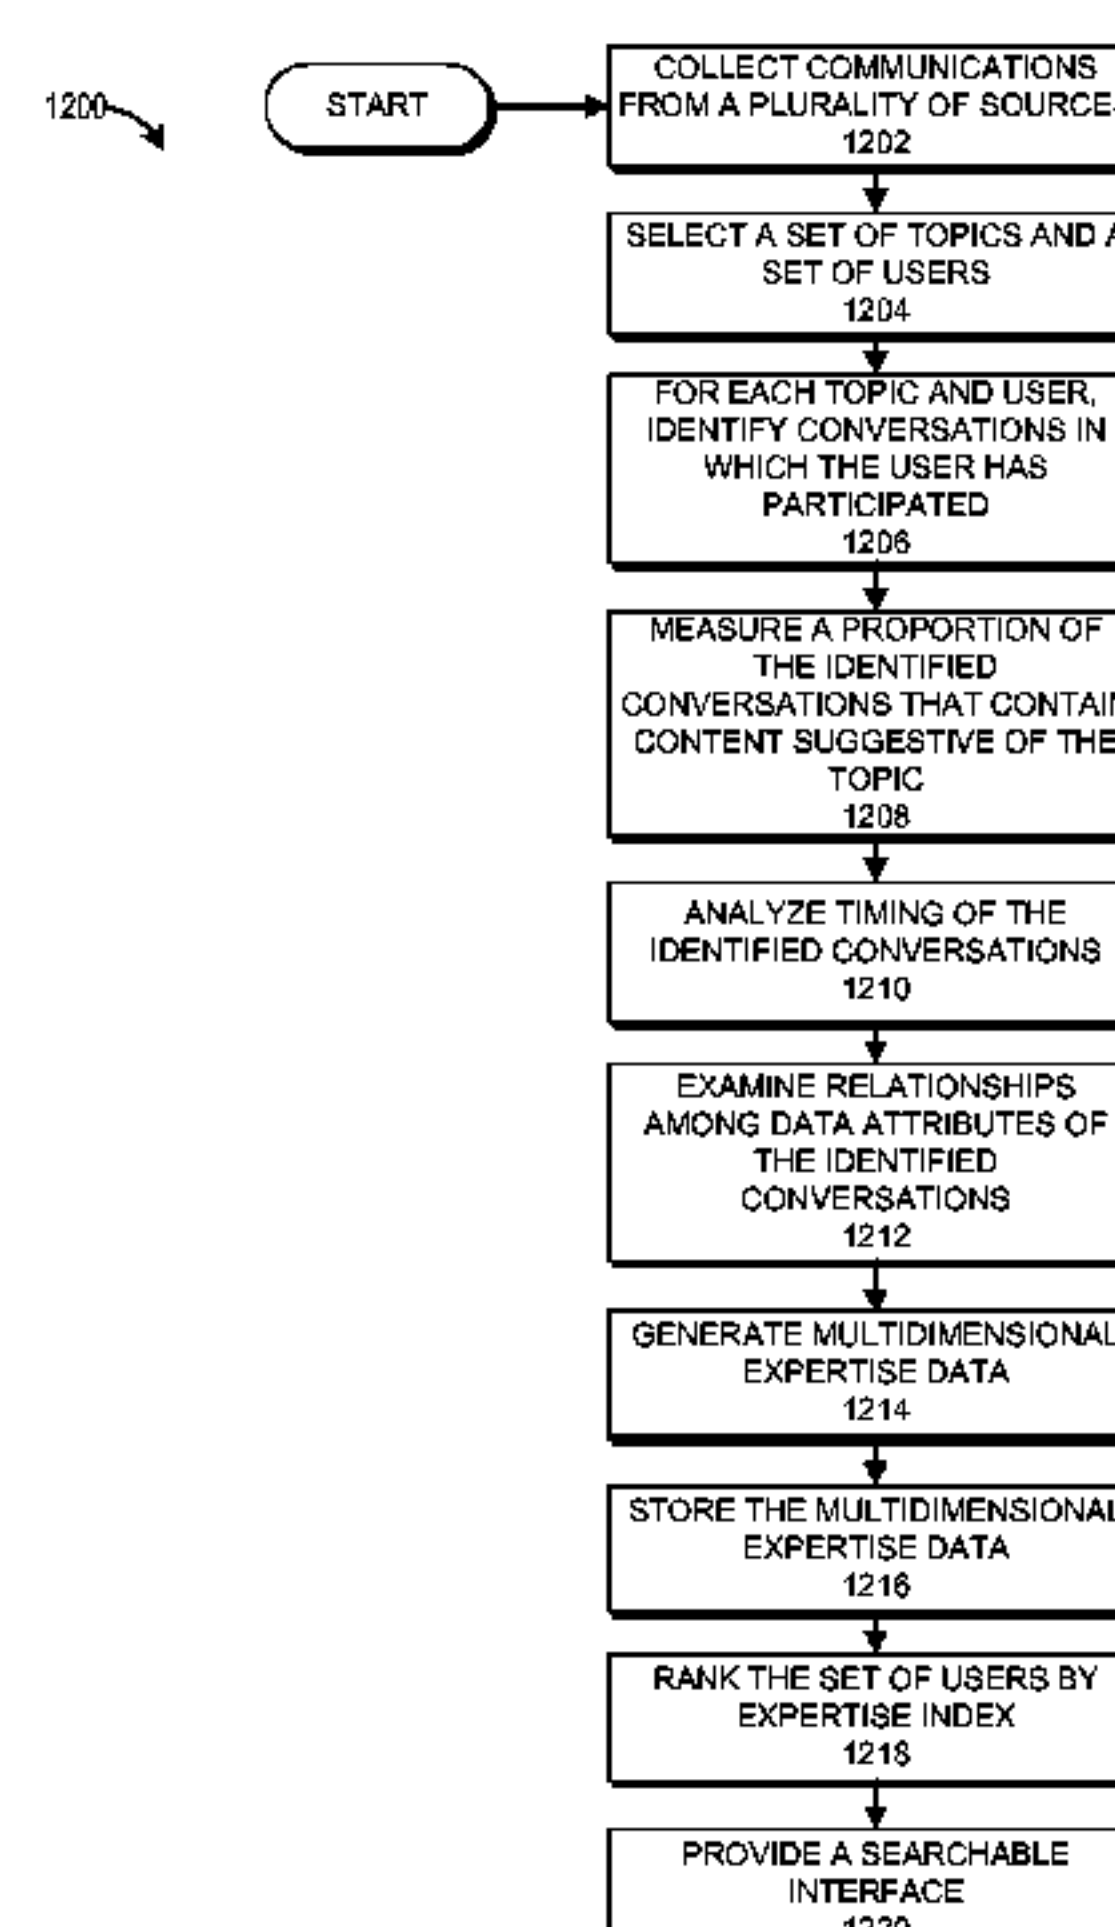 1200
START
COLLECT COMMUNICATIONS
FROM A PLURALITY OF SOURCE
1202
SELECT A SET OF TOPICS AND A
SET OF USERS
1204
FOR EACH TOPIC AND USER,
IDENTIFY CONVERSATIONS IN
WHICH THE USER HAS
PARTICIPATED
1206
MEASURE A PROPORTION OF
THE IDENTIFIED
CONVERSATIONS THAT CONTAIN
CONTENT SUGGESTIVE OF THE
TOPIC
1208
ANALYZE TIMING OF THE
IDENTIFIED CONVERSATIONS
1210
EXAMINE RELATIONSHIPS
AMONG DATA ATTRIBUTES OF
THE IDENTIFIED
CONVERSATIONS
1212
GENERATE MULTIDIMENSIONAL
EXPERTISE DATA
1214
STORE THE MULTIDIMENSIONAL
EXPERTISE DATA
1216
RANK THE SET OF USERS BY
EXPERTISE INDEX
1218
PROVIDE A SEARCHABLE
INTERFACE
1220